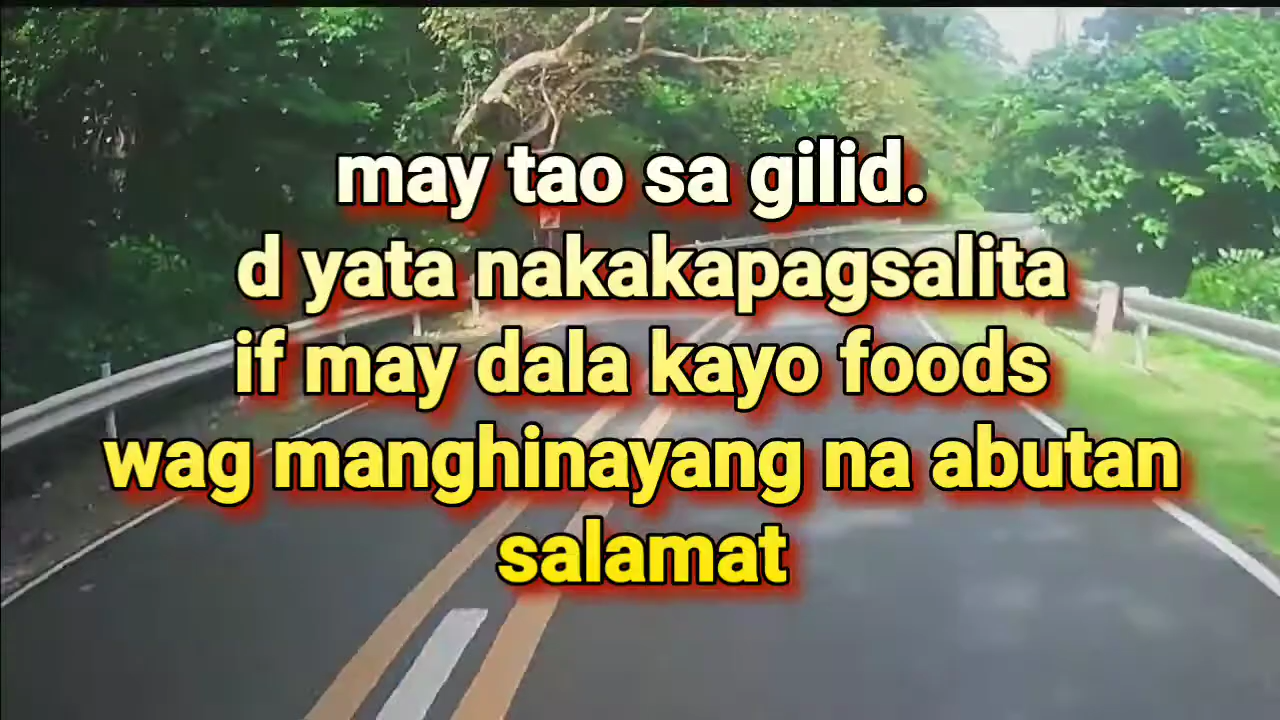 may tao sa gilid.
d yata nakakapagsalita
if may dala kayo foods
wag manghinayang na abutan
salamat